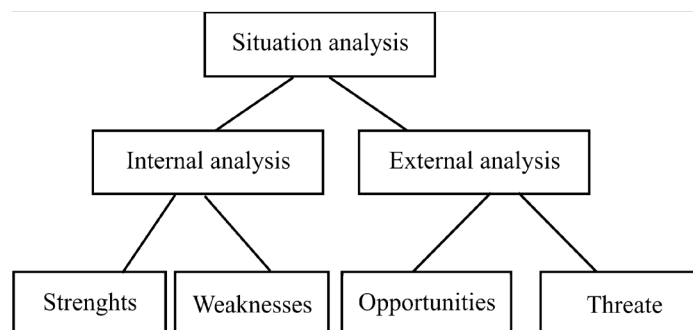 Situation analysis
Internal analysis
External analysis
Strenghts
Weaknesses
Opportunities
Threate